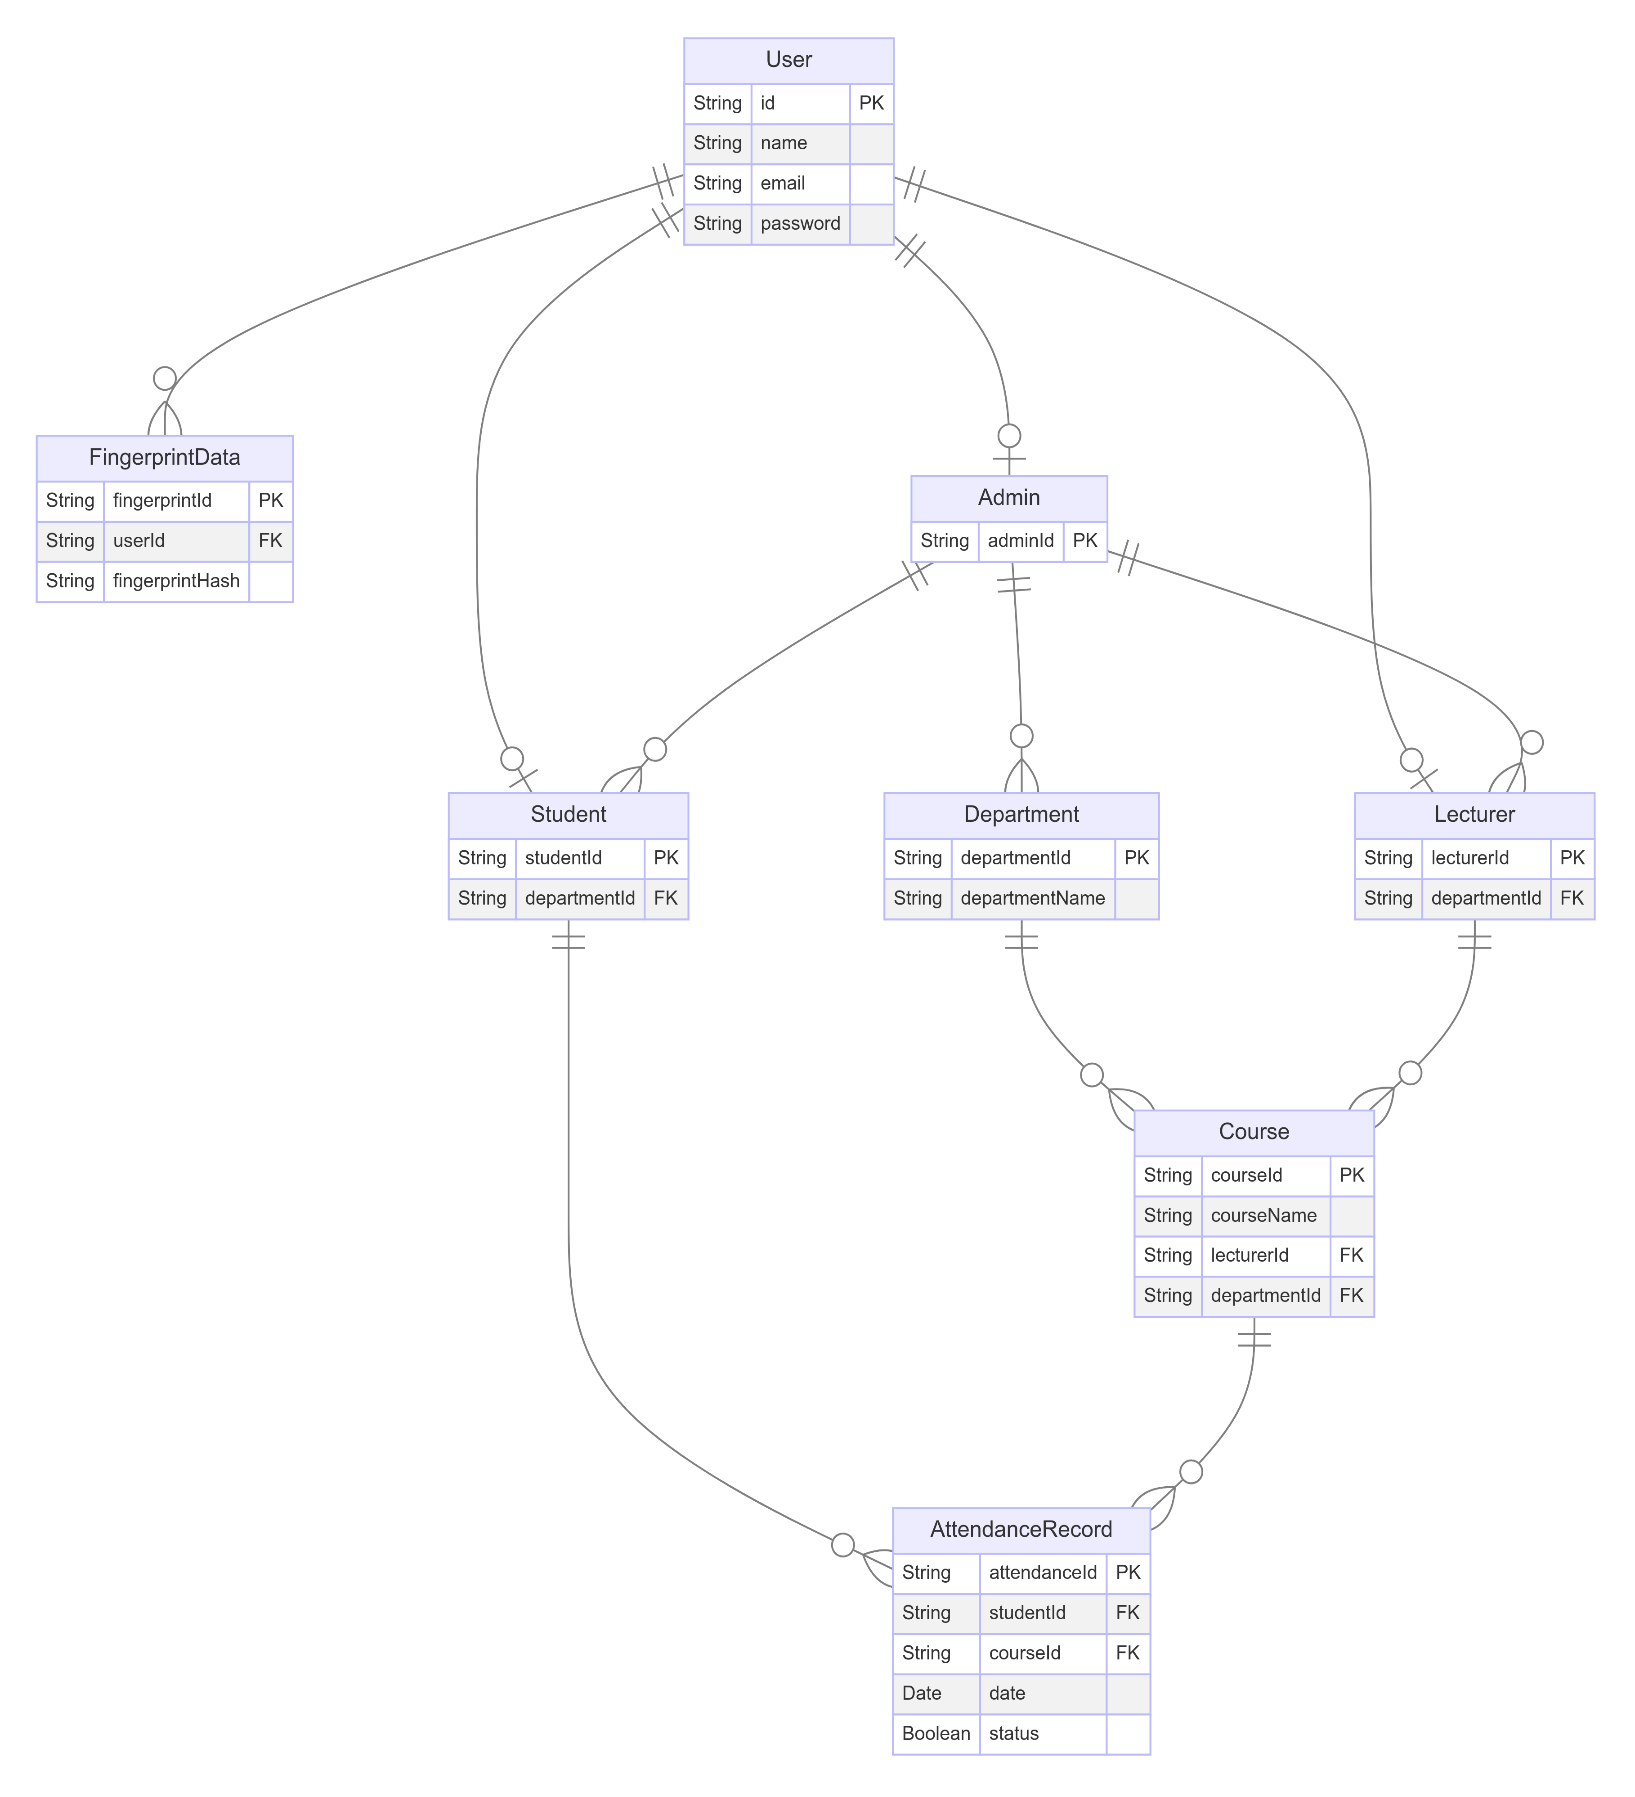 User
String id PK
String name
String email
String password
FingerprintData
String fingerprintId PK
String userId FK
String fingerprintHash
Admin
String adminId PK
Student
String studentId PK
String departmentId FK
Department
String departmentId PK
String departmentName
Lecturer
String lecturerId PK
String departmentId FK
Course
String courseId PK
String courseName
String lecturerId FK
String departmentId FK
AttendanceRecord
String attendanceId PK
String studentId FK
String courseId FK
Date date
Boolean status